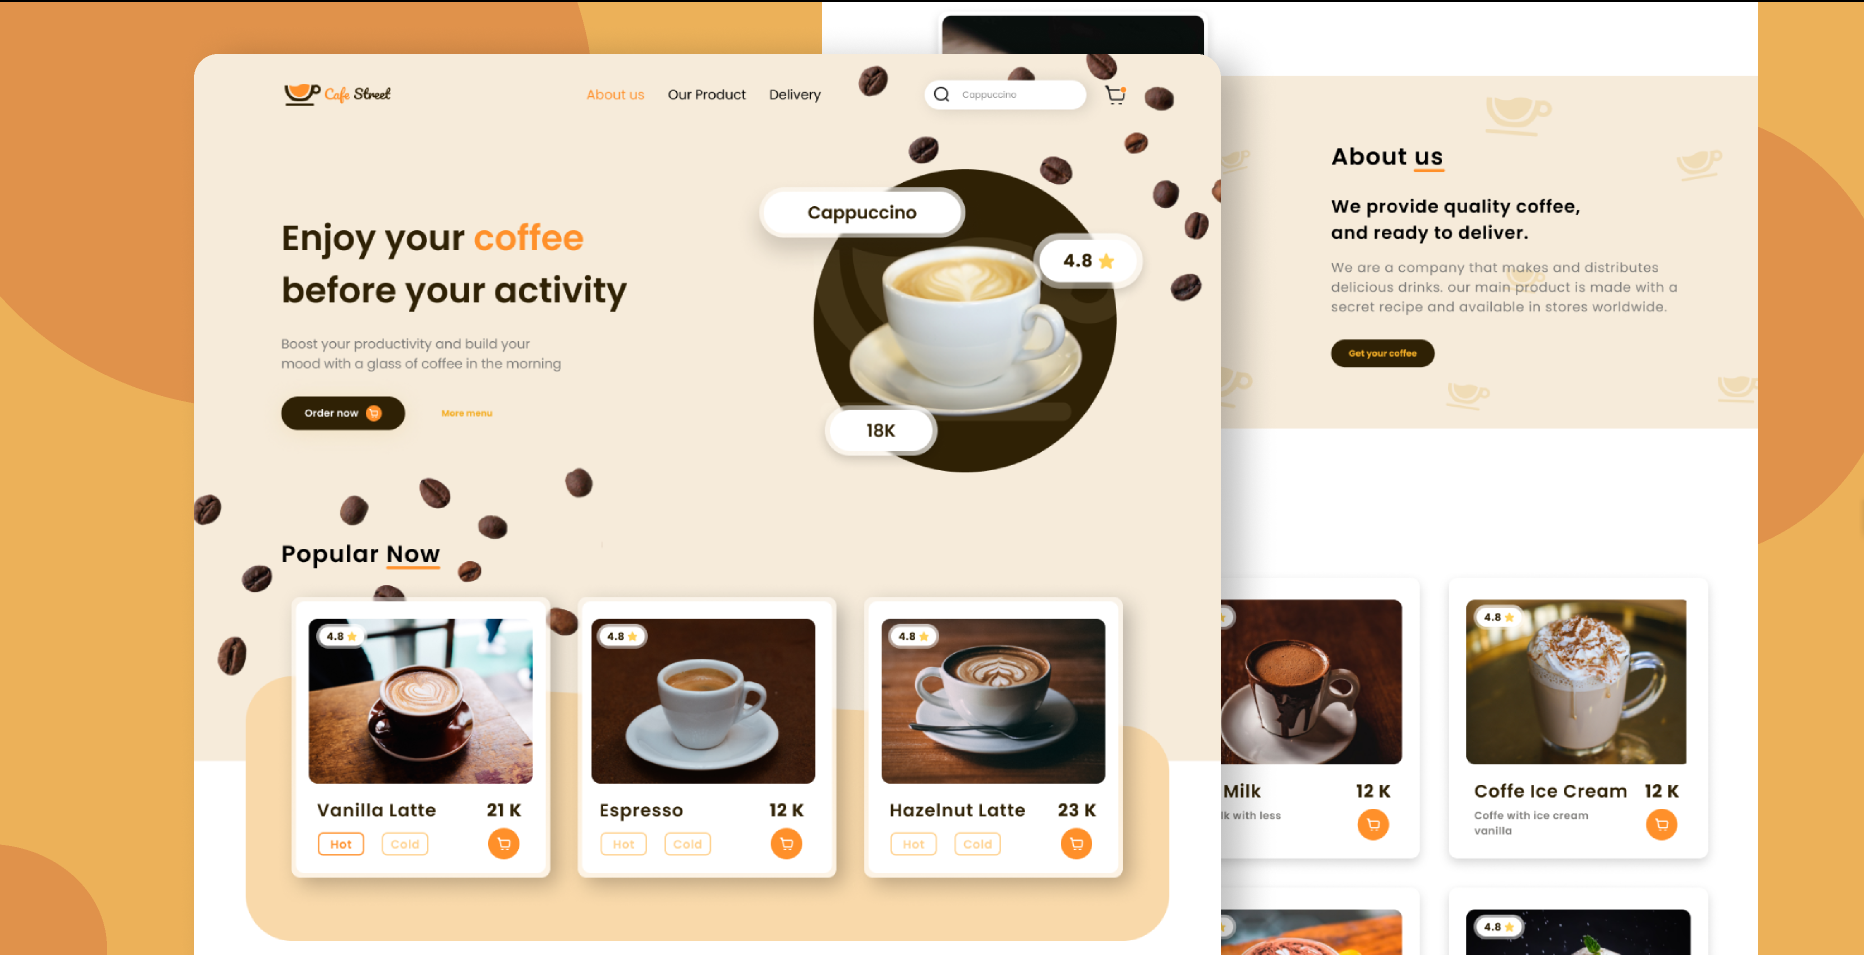 Cafe Street
About us
Our Product
Delivery
Cappuccino
Enjoy your coffee
before your activity
Boost your productivity and build your
mood with a glass of coffee in the morning
Order now
More menu
Cappuccino
4.8
18K
Popular Now
4.8
Vanilla Latte 21 K
Hot Cold
4.8
Espresso 12 K
Hot Cold
4.8
Hazelnut Latte 23 K
Hot Cold
About us
We provide quality coffee,
and ready to deliver.
We are a company that makes and distributes
delicious drinks. our main product is made with a
secret recipe and available in stores worldwide.
Get your coffee
Milk 12 K
lk with less
4.8
Coffe Ice Cream 12 K
Coffe with ice cream
vanilla
4.8